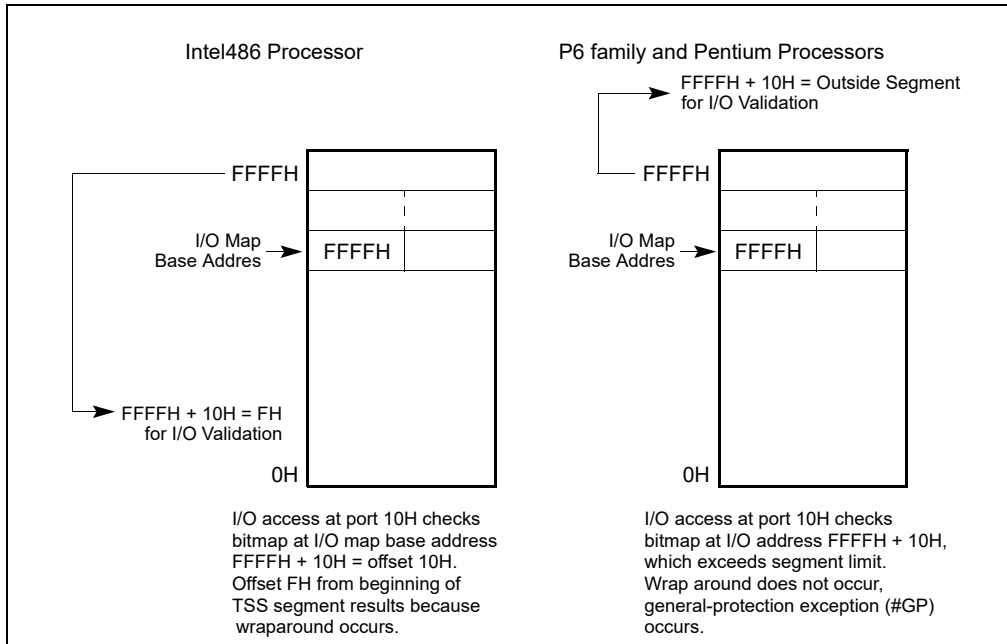 Intel486 Processor
FFFFH
I/O Map
Base Addres
FFFFH
FFFFH + 10H = FH
for I/O Validation
0H
I/O access at port 10H checks
bitmap at I/O map base address
FFFFH + 10H = offset 10H.
Offset FH from beginning of
TSS segment results because
wraparound occurs.
P6 family and Pentium Processors
FFFFH + 10H = Outside Segment
for I/O Validation
FFFFH
I/O Map
Base Addres
FFFFH
0H
I/O access at port 10H checks
bitmap at I/O address FFFFH + 10H,
which exceeds segment limit.
Wrap around does not occur,
general-protection exception (#GP)
occurs.